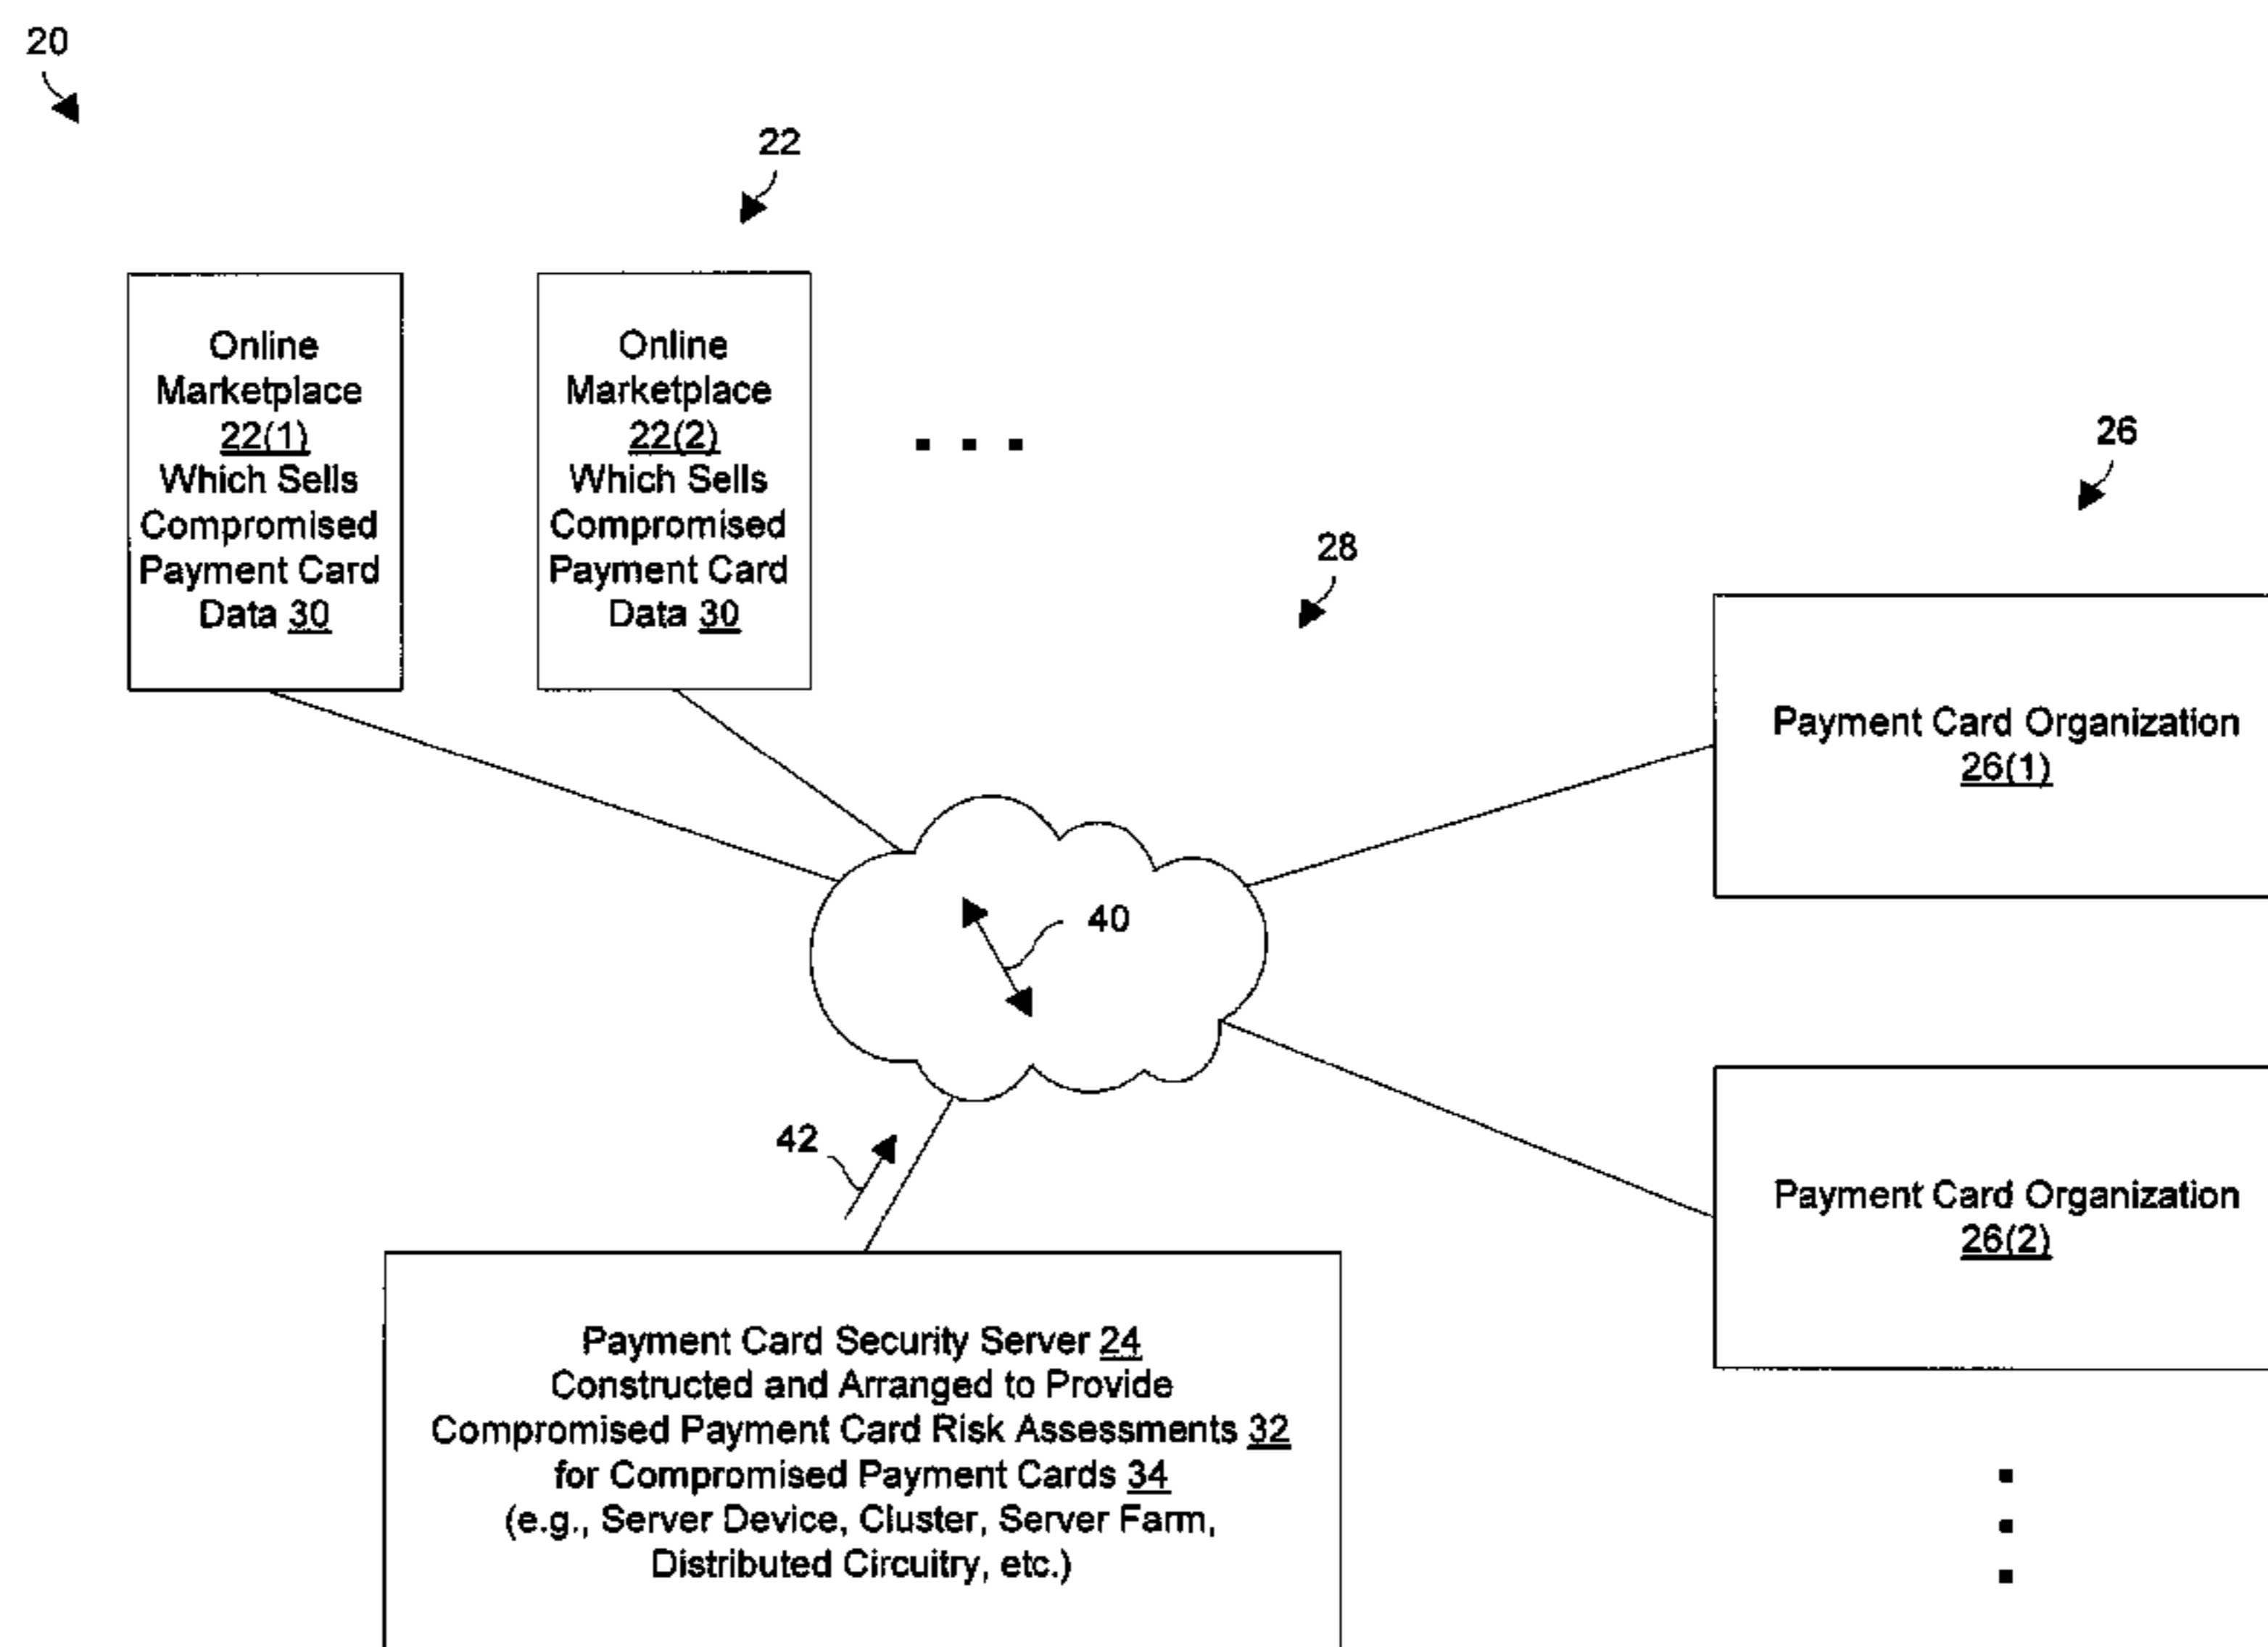 20
22
Online
Marketplace
22(1)
Which Sells
Compromised
Payment Card
Data 30
Online
Marketplace
22(2)
Which Sells
Compromised
Payment Card
Data 30
. . .
28
26
Payment Card Organization
26(1)
40
42
Payment Card Organization
26(2)
Payment Card Security Server 24
Constructed and Arranged to Provide
Compromised Payment Card Risk Assessments 32
for Compromised Payment Cards 34
(e.g., Server Device, Cluster, Server Farm,
Distributed Circuitry, etc.)